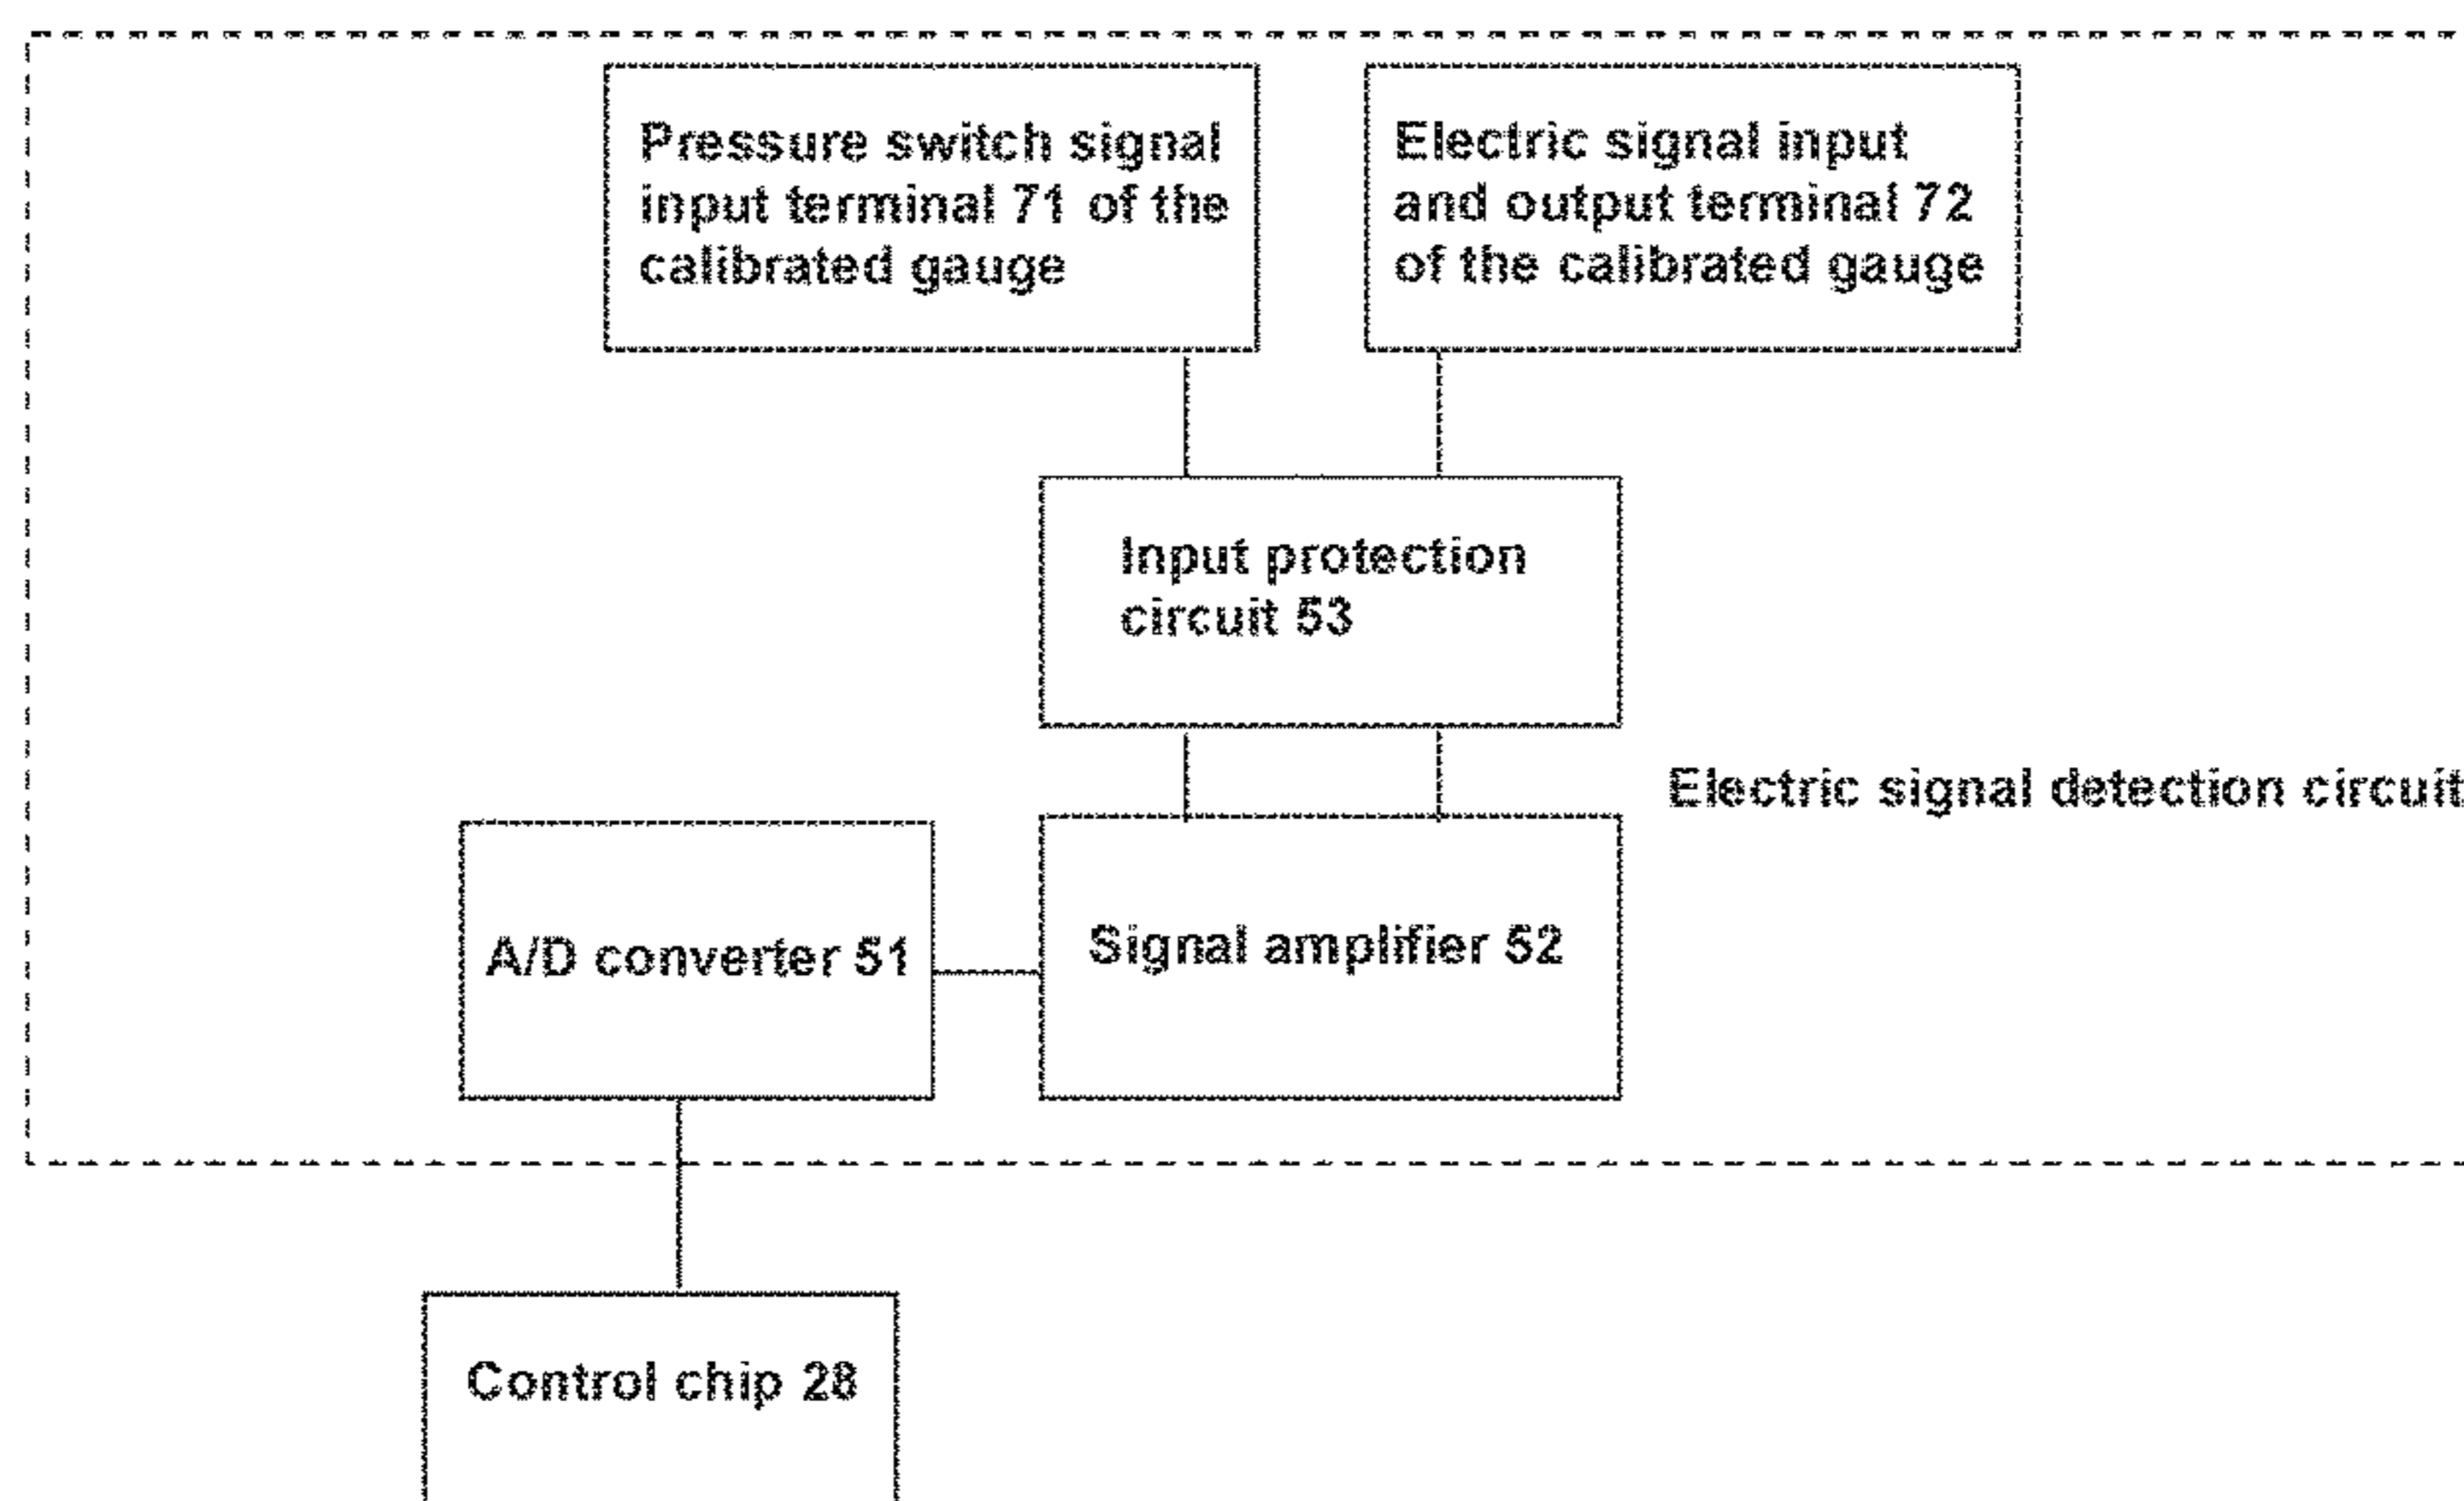 Pressure switch signal
input terminal 71 of the
calibrated gauge
Electric signal input
and output terminal 72
of the calibrated gauge
Input protection
circuit 53
Electric signal detection circuit
A/D converter 51
Signal amplifier 52
Control chip 28